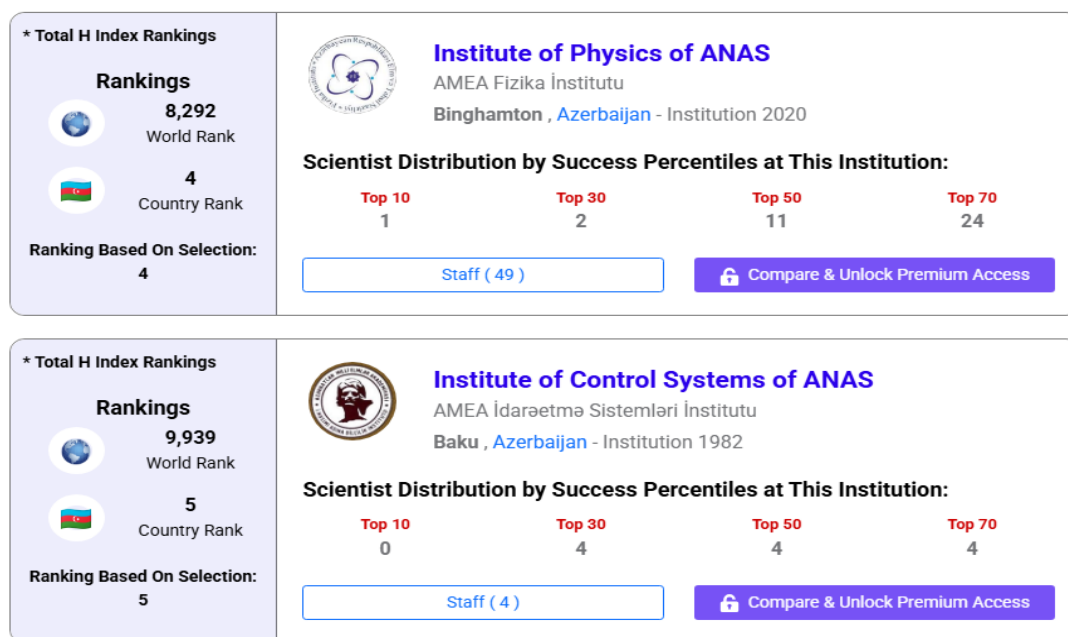 * Total H Index Rankings
Rankings
8,292
World Rank
4
Country Rank
Ranking Based On Selection:
4
Institute of Physics of ANAS
AMEA Fizika İnstitutu
Binghamton , Azerbaijan - Institution 2020
Scientist Distribution by Success Percentiles at This Institution:
Top 10 Top 30 Top 50 Top 70
1 2 11 24
Staff ( 49 ) Compare & Unlock Premium Access
* Total H Index Rankings
Rankings
9,939
World Rank
5
Country Rank
Ranking Based On Selection:
5
Institute of Control Systems of ANAS
AMEA İdarəetmə Sistemləri İnstitutu
Baku , Azerbaijan - Institution 1982
Scientist Distribution by Success Percentiles at This Institution:
Top 10 Top 30 Top 50 Top 70
0 4 4 4
Staff ( 4 ) Compare & Unlock Premium Access